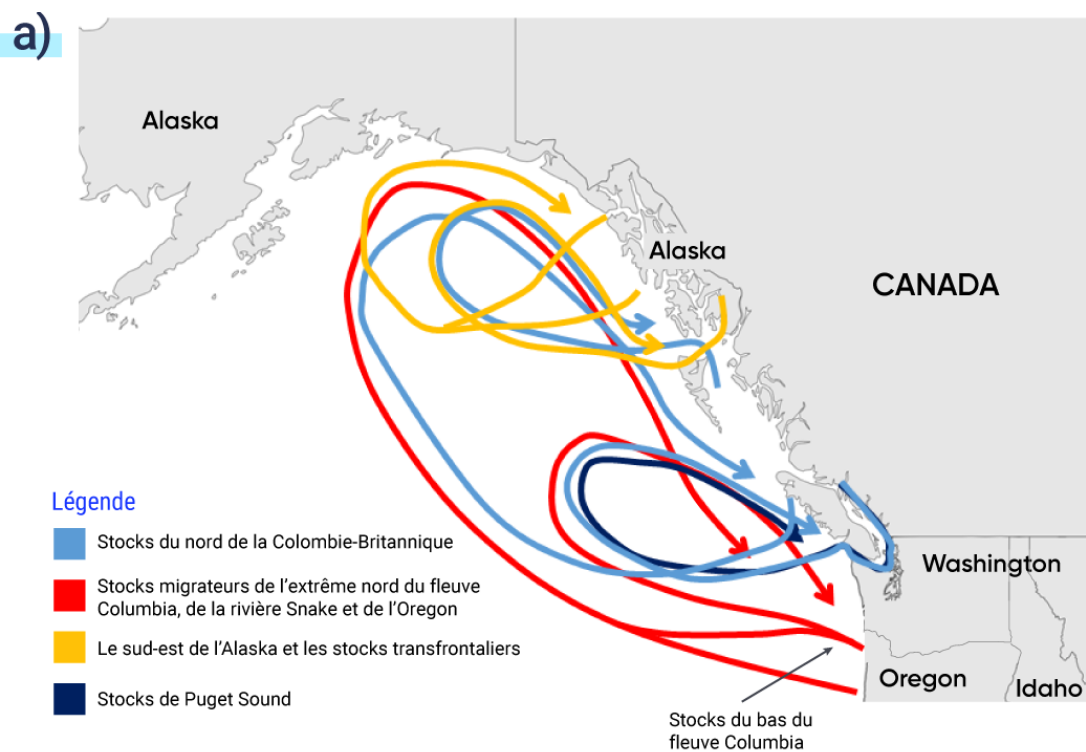 a)
Alaska
Alaska
CANADA
Légende
Stocks du nord de la Colombie-Britannique
Stocks migrateurs de l'extrême nord du fleuve
Columbia, de la rivière Snake et de l'Oregon
Le sud-est de l'Alaska et les stocks transfrontaliers
Stocks de Puget Sound
Washington
Oregon
Idaho
Stocks du bas du
fleuve Columbia